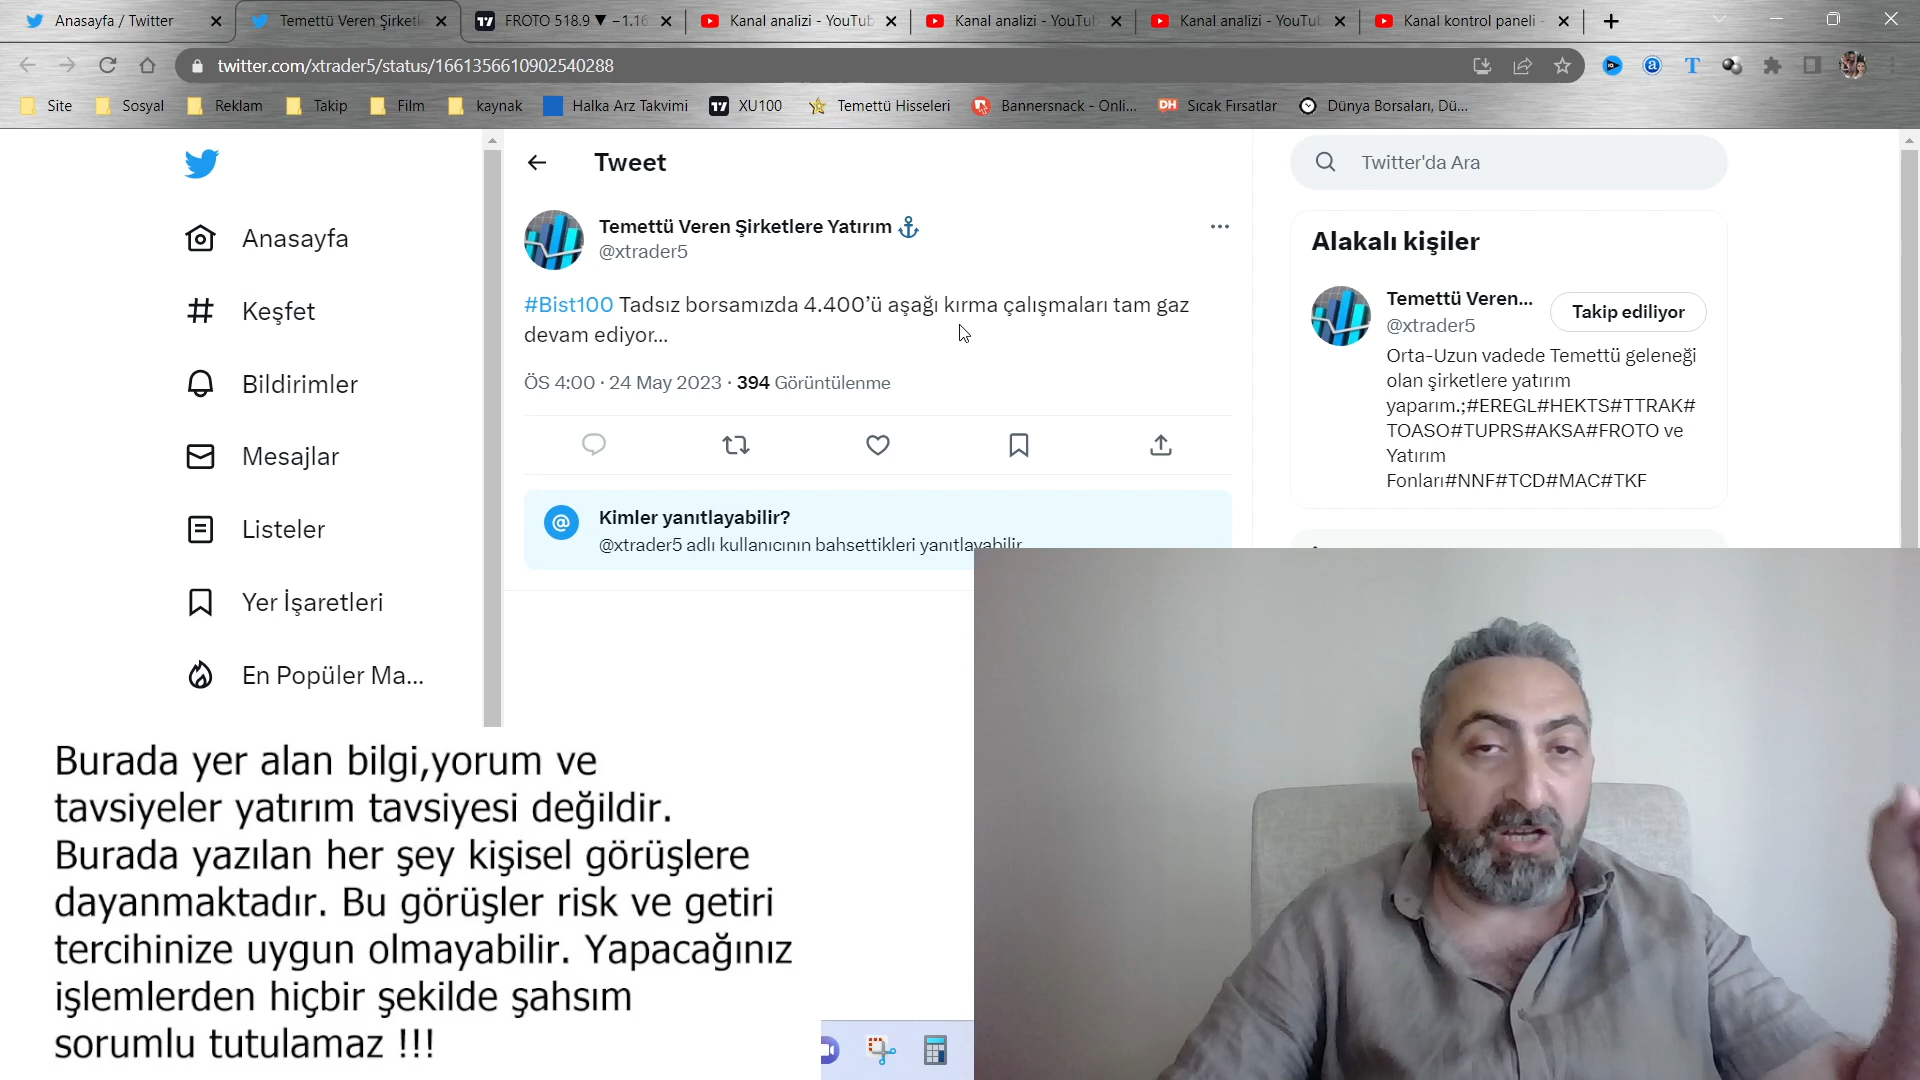 Anasayfa / Twitter
Temettü Veren Şirketl
FROTO 518.9 ▼ −1.16
Kanal analizi - YouTub
Kanal analizi - YouTub
Kanal analizi - YouTub
Kanal kontrol paneli -
twitter.com/xtrader5/status/1661356610902540288
Site
Sosyal
Reklam
Takip
Film
kaynak
Halka Arz Takvimi
XU100
Temettü Hisseleri
Bannersnack - Onli...
DH
Sıcak Fırsatlar
Dünya Borsaları, Dü...
Anasayfa
Keşfet
Bildirimler
Mesajlar
Listeler
Yer İşaretleri
En Popüler Ma...
Tweet
Temettü Veren Şirketlere Yatırım
@xtrader5
#Bist100 Tadsız borsamızda 4.400’ü aşağı kırma çalışmaları tam gaz
devam ediyor...
ÖS 4:00 · 24 May 2023 · 394 Görüntülenme
Kimler yanıtlayabilir?
@xtrader5 adlı kullanıcının bahsettikleri yanıtlayabilir
Twitter'da Ara
Alakalı kişiler
Temettü Veren...
@xtrader5
Takip ediliyor
Orta-Uzun vadede Temettü geleneği
olan şirketlere yatırım
yaparım.;#EREGL#HEKTS#TTRAK#
TOASO#TUPRS#AKSA#FROTO ve
Yatırım
Fonları#NNF#TCD#MAC#TKF
Burada yer alan bilgi,yorum ve
tavsiyeler yatırım tavsiyesi değildir.
Burada yazılan her şey kişisel görüşlere
dayanmaktadır. Bu görüşler risk ve getiri
tercihinize uygun olmayabilir. Yapacağınız
işlemlerden hiçbir şekilde şahsım
sorumlu tutulamaz !!!